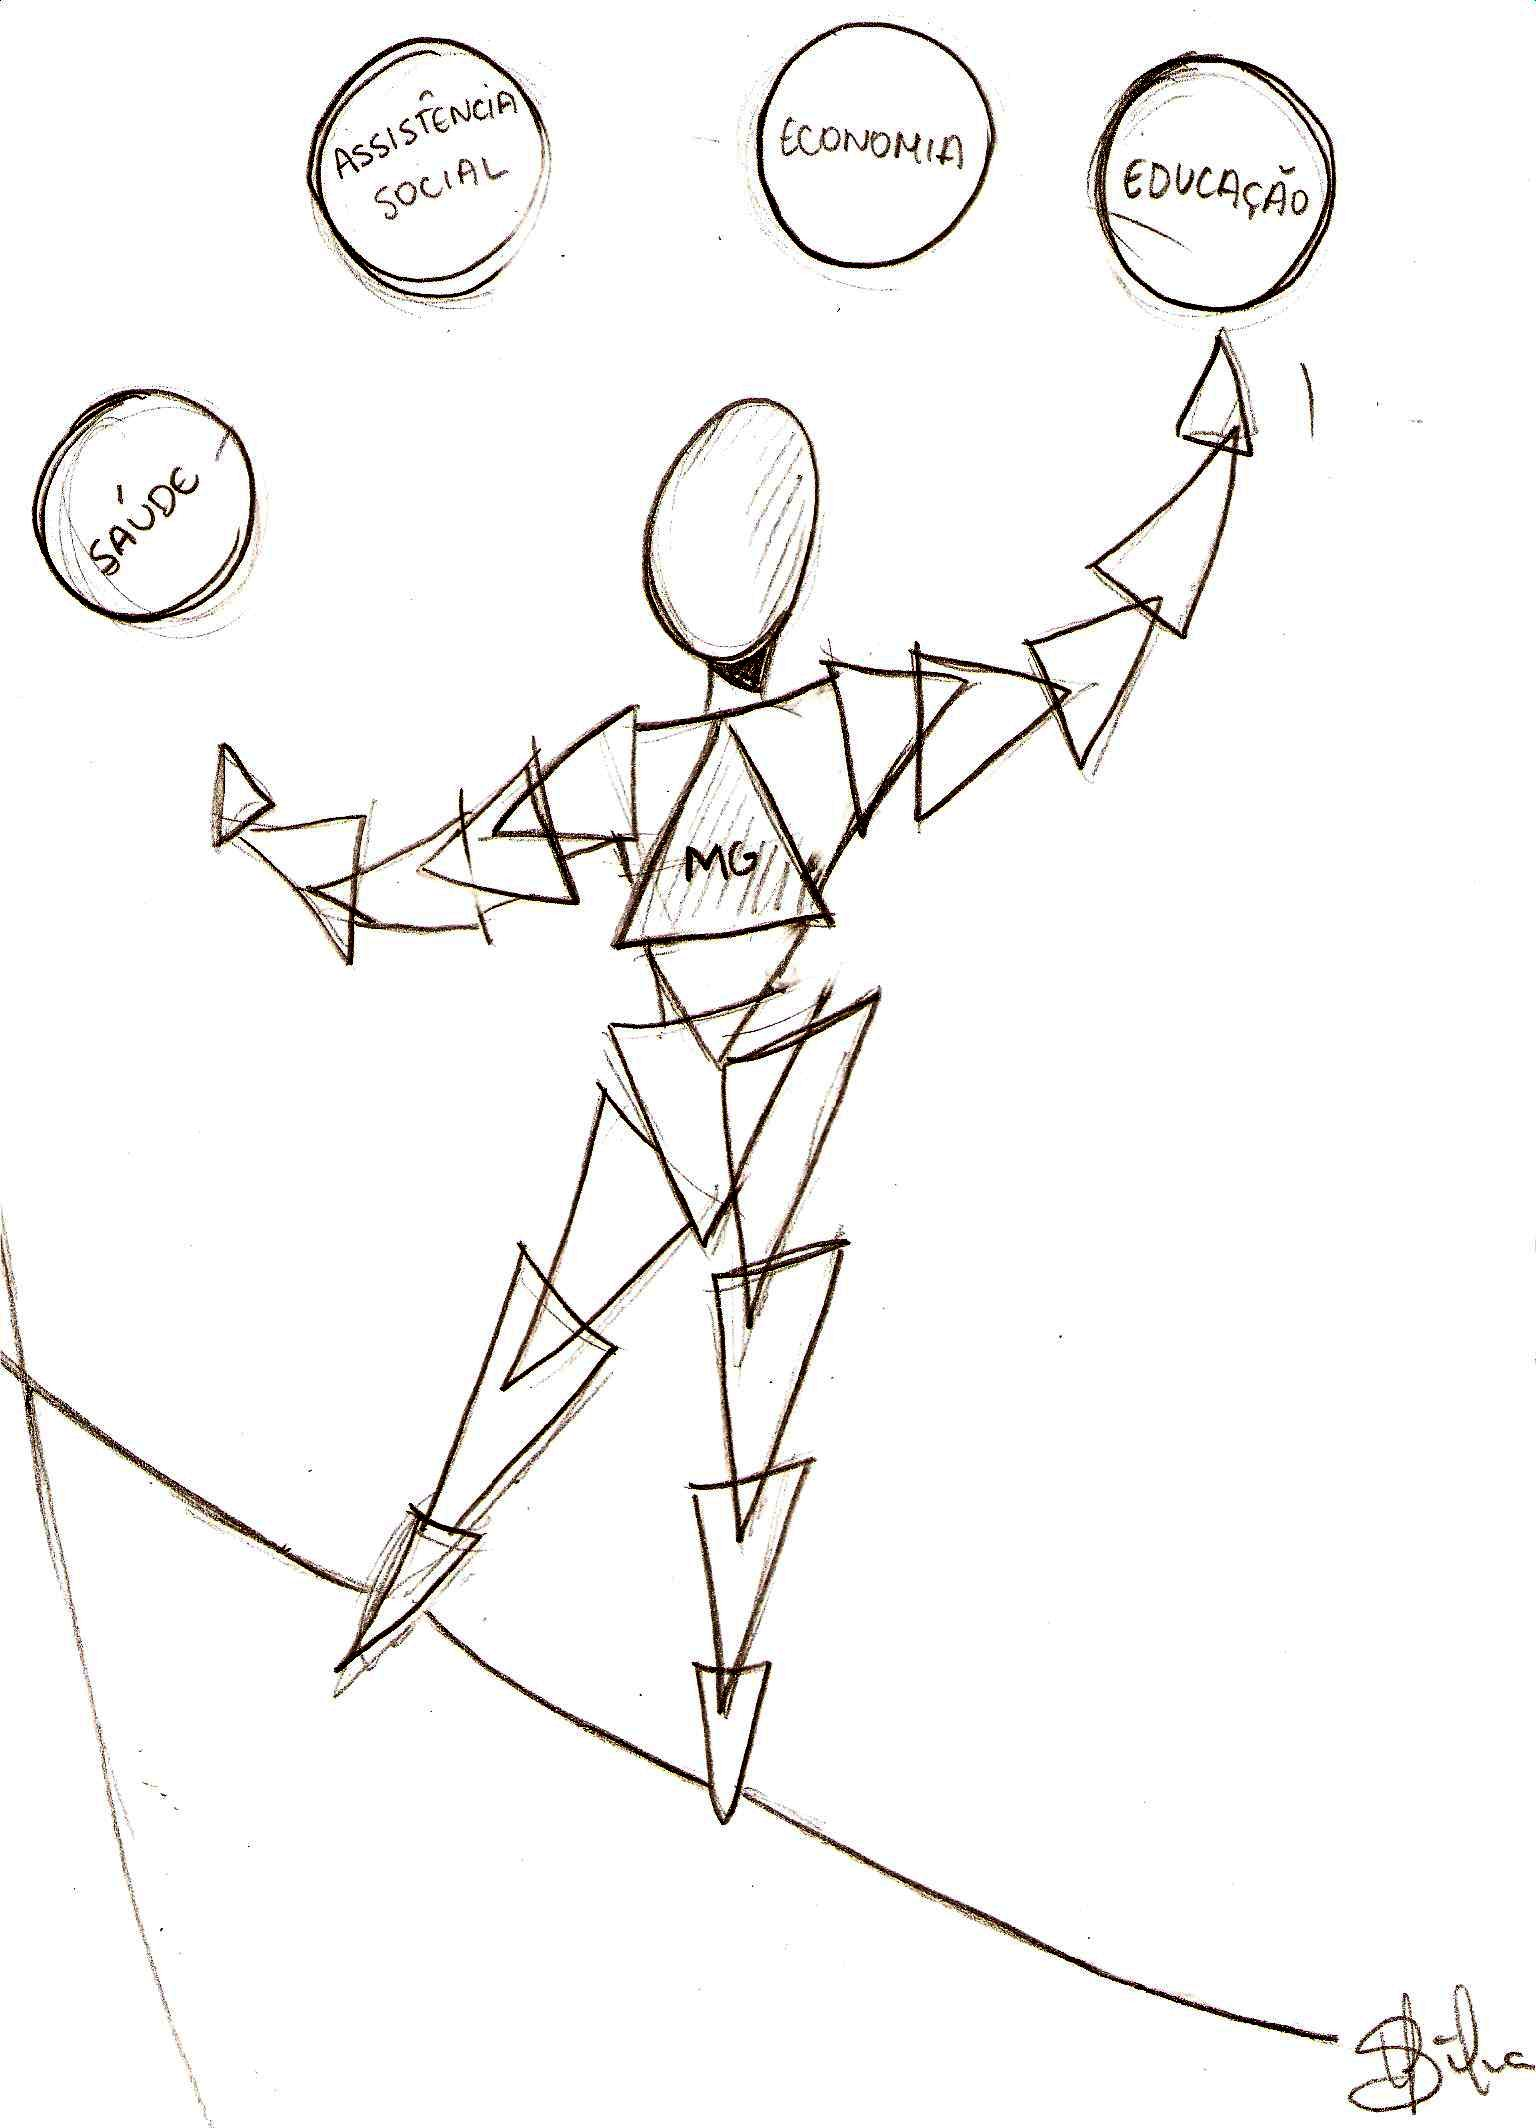 ASSISTÊNCIA
SOCIAL
ECONOMIA
EDUCAÇÃO
SAÚDE
MG